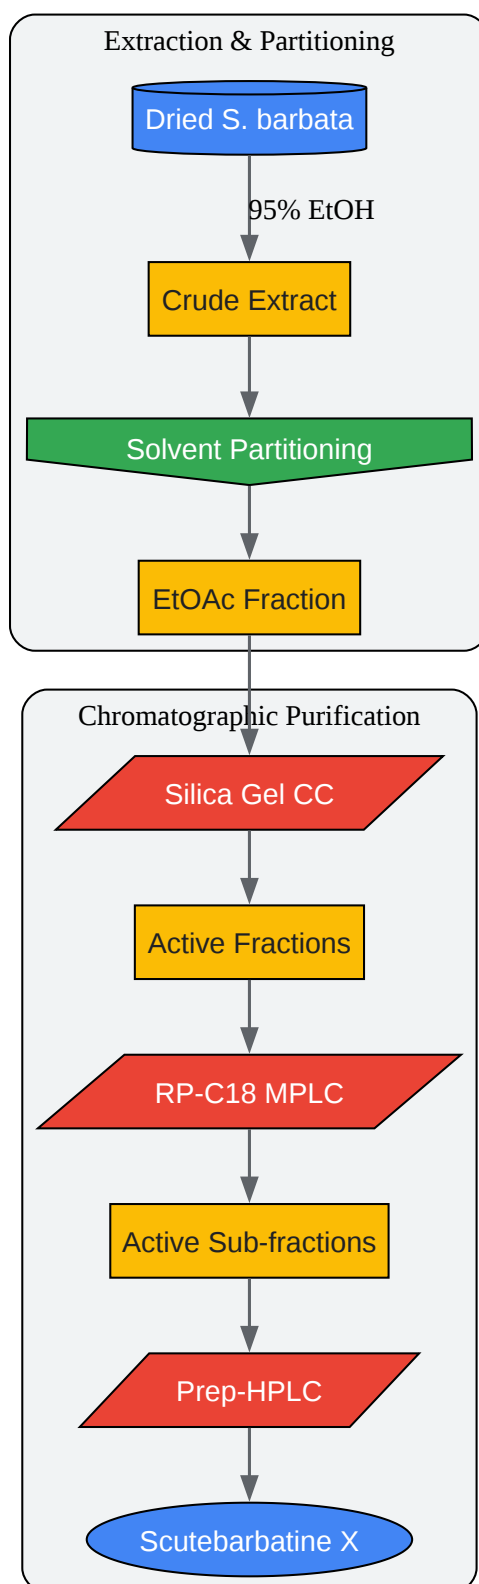 Extraction & Partitioning
Dried S. barbata
95% EtOH
Crude Extract
Solvent Partitioning
EtOAc Fraction
Chromatographic Purification
Silica Gel CC
Active Fractions
RP-C18 MPLC
Active Sub-fractions
Prep-HPLC
Scutebarbatine X